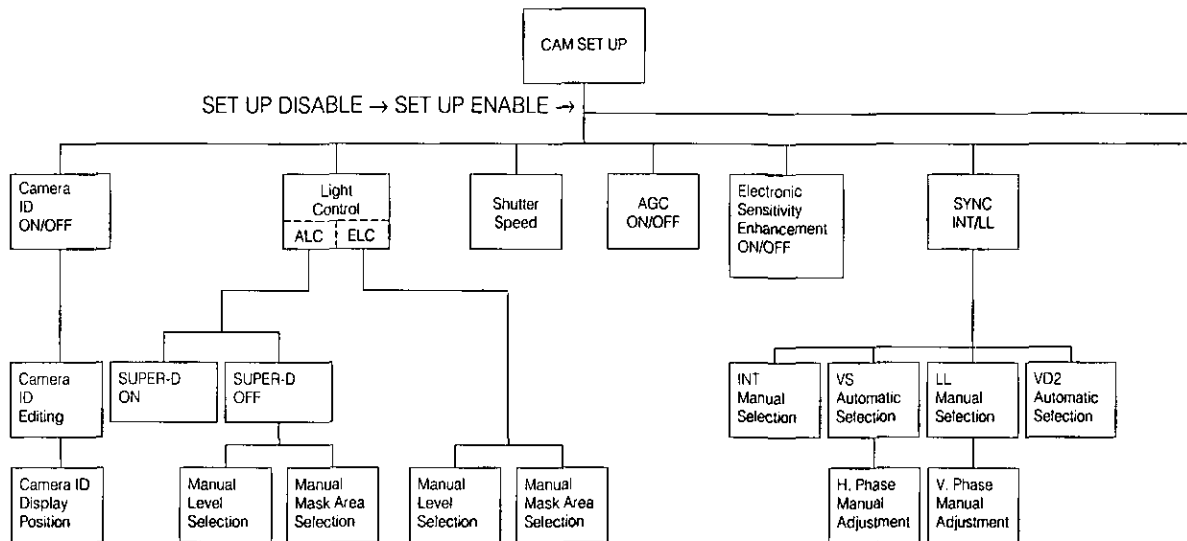 CAM SET UP
SET UP DISABLE → SET UP ENABLE →
Camera
ID
ON/OFF
Light
Control
ALC
ELC
Shutter
Speed
AGC
ON/OFF
Electronic
Sensitivity
Enhancement
ON/OFF
SYNC
INT/LL
Camera
ID
Editing
SUPER-D
ON
SUPER-D
OFF
INT
Manual
Selection
VS
Automatic
Selection
LL
Manual
Selection
VD2
Automatic
Selection
Camera ID
Display
Position
Manual
Level
Selection
Manual
Mask Area
Selection
Manual
Level
Selection
Manual
Mask Area
Selection
H. Phase
Manual
Adjustment
V. Phase
Manual
Adjustment